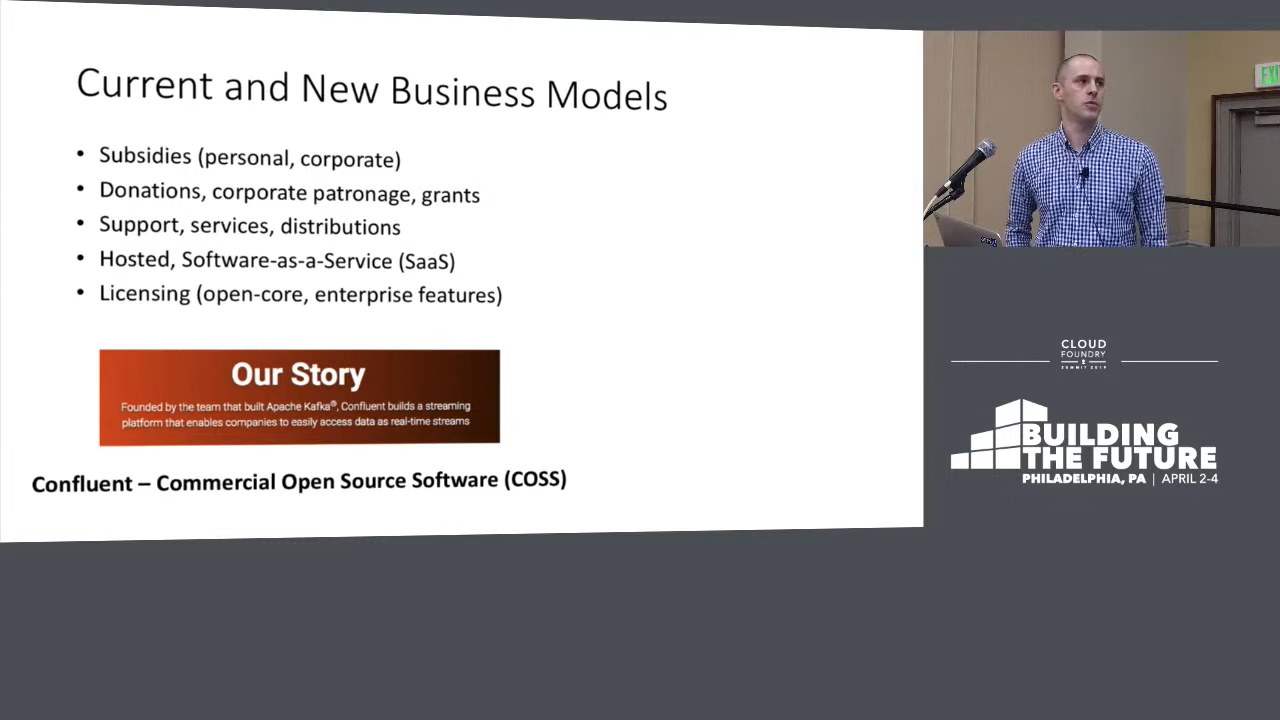 Current and New Business Models
• Subsidies (personal, corporate)
• Donations, corporate patronage, grants
• Support, services, distributions
• Hosted, Software-as-a-Service (SaaS)
• Licensing (open-core, enterprise features)
Our Story
Founded by the team that built Apache Kafka®, Confluent builds a streaming
platform that enables companies to easily access data as real-time streams
Confluent – Commercial Open Source Software (COSS)
EXI
CLOUD
FOUNDRY
SUMMIT 2019
BUILDING
THE FUTURE
PHILADELPHIA, PA | APRIL 2-4